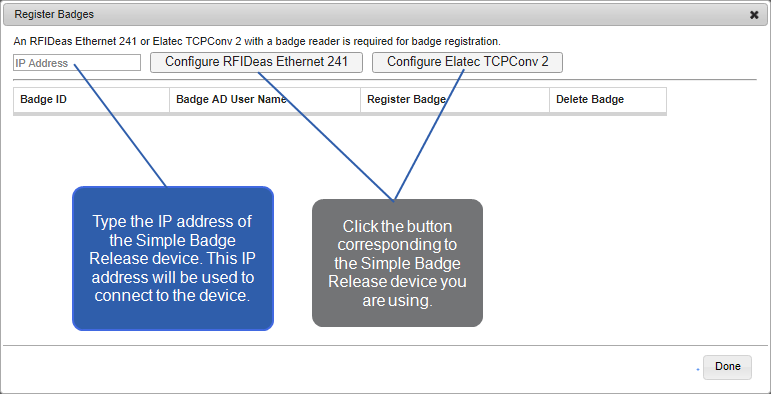 Register Badges
An RFIDeas Ethernet 241 or Elatec TCPConv 2 with a badge reader is required for badge registration.
IP Address Configure RFIDeas Ethernet 241 Configure Elatec TCPConv 2
Badge ID Badge AD User Name Register Badge Delete Badge
Type the IP address of
the Simple Badge
Release device. This IP
address will be used to
connect to the device.
Click the button
corresponding to
the Simple Badge
Release device you
are using.
Done